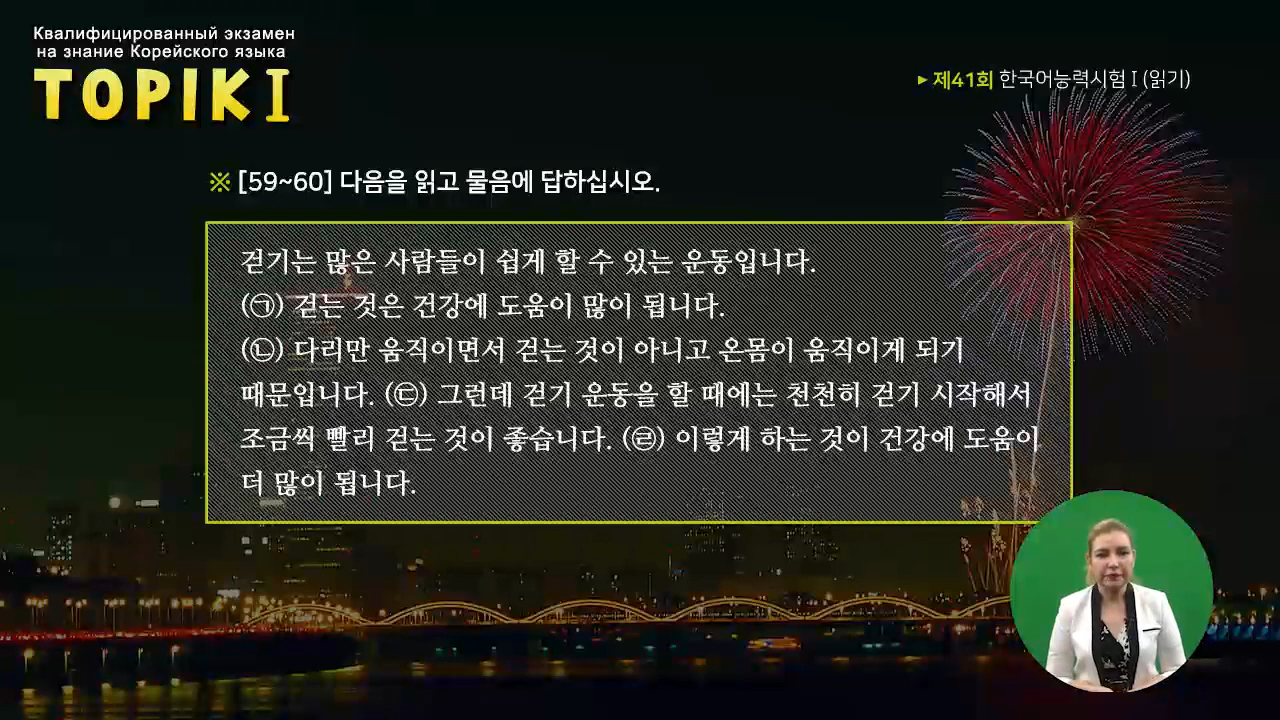 Квалифицированный экзамен
на знание Корейского языка
TOPIK I
▶ 제41회 한국어능력시험 I (읽기)
※ [59~60] 다음을 읽고 물음에 답하십시오.
걷기는 많은 사람들이 쉽게 할 수 있는 운동입니다.
(㉠) 걷는 것은 건강에 도움이 많이 됩니다.
(㉡) 다리만 움직이면서 걷는 것이 아니고 온몸이 움직이게 되기
때문입니다. (㉢) 그런데 걷기 운동을 할 때에는 천천히 걷기 시작해서
조금씩 빨리 걷는 것이 좋습니다. (㉣) 이렇게 하는 것이 건강에 도움이
더 많이 됩니다.